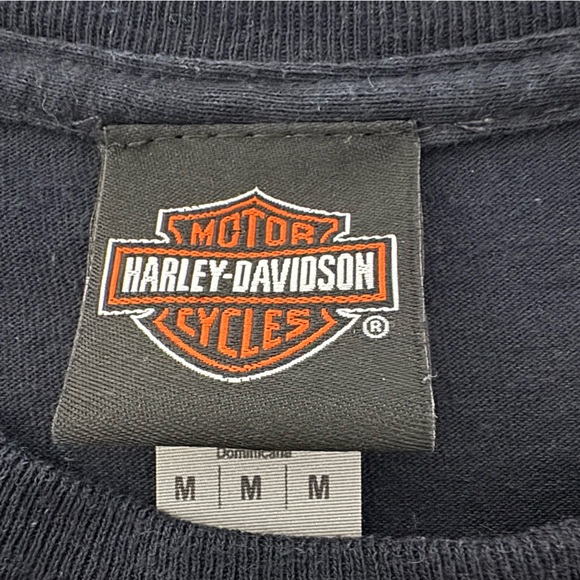 MOTOR
HARLEY-DAVIDSON
CYCLES
®
Dominicana
M | M | M